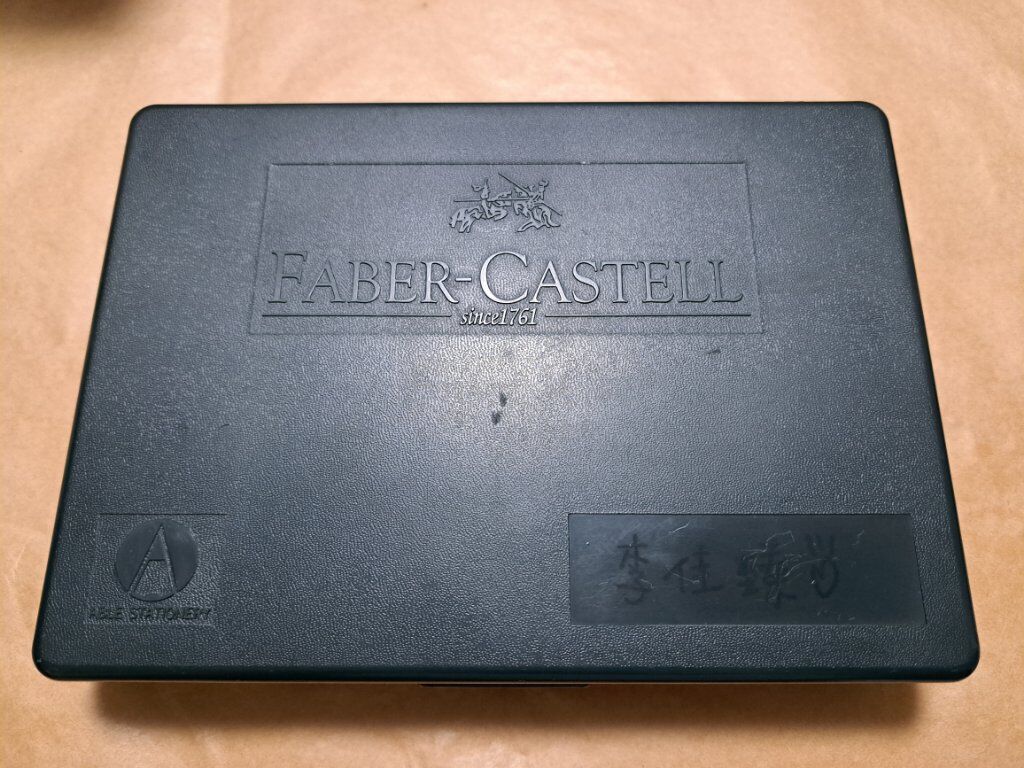 FABER-CASTELL
since1761
A
ABLE STATIONERY
李佳